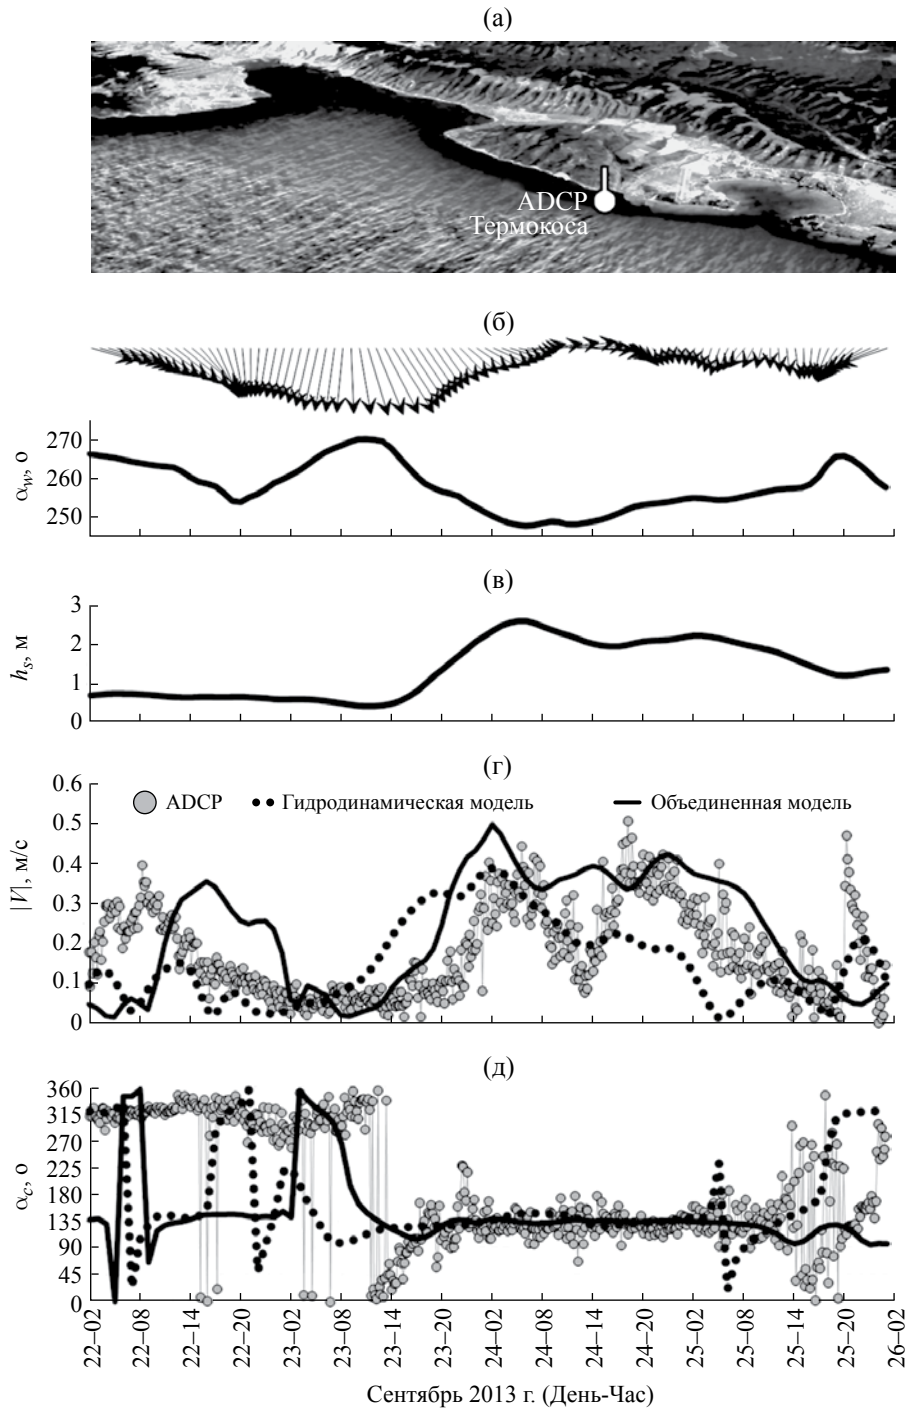 (а)
ADCP
Термокоса
(б)
270
260
250
α_w, о
(в)
3
2
1
0
h_s, м
(г)
0.6
0.5
0.4
0.3
0.2
0.1
0
|V|, м/с
ADCP Гидродинамическая модель Объединенная модель
(д)
360
315
270
225
180
135
90
45
0
α_c, о
22–02 22–08 22–14 22–20 23–02 23–08 23–14 23–20 24–02 24–08 24–14 24–20 25–02 25–08 25–14 25–20 26–02
Сентябрь 2013 г. (День-Час)